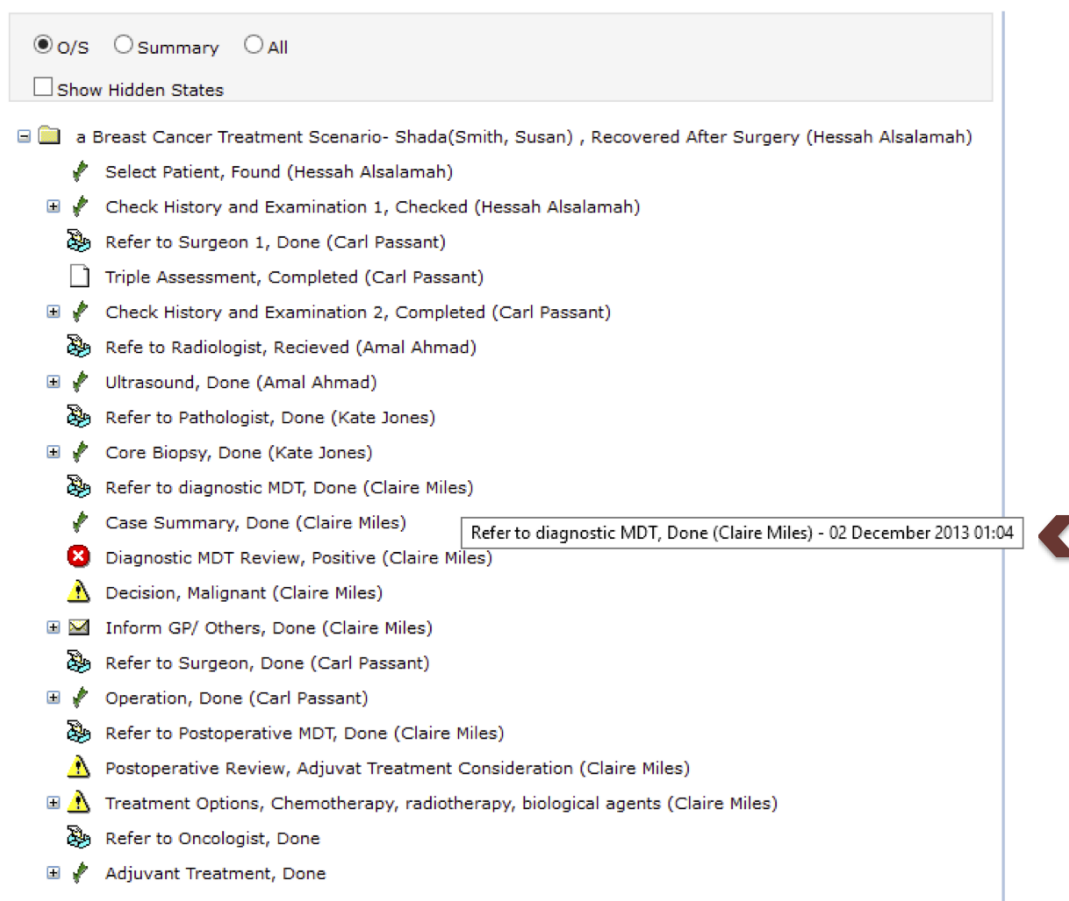 O/S Summary All
Show Hidden States
a Breast Cancer Treatment Scenario- Shada(Smith, Susan) , Recovered After Surgery (Hessah Alsalamah)
Select Patient, Found (Hessah Alsalamah)
Check History and Examination 1, Checked (Hessah Alsalamah)
Refer to Surgeon 1, Done (Carl Passant)
Triple Assessment, Completed (Carl Passant)
Check History and Examination 2, Completed (Carl Passant)
Refe to Radiologist, Recieved (Amal Ahmad)
Ultrasound, Done (Amal Ahmad)
Refer to Pathologist, Done (Kate Jones)
Core Biopsy, Done (Kate Jones)
Refer to diagnostic MDT, Done (Claire Miles)
Case Summary, Done (Claire Miles)
Refer to diagnostic MDT, Done (Claire Miles) - 02 December 2013 01:04
Diagnostic MDT Review, Positive (Claire Miles)
Decision, Malignant (Claire Miles)
Inform GP/ Others, Done (Claire Miles)
Refer to Surgeon, Done (Carl Passant)
Operation, Done (Carl Passant)
Refer to Postoperative MDT, Done (Claire Miles)
Postoperative Review, Adjuvat Treatment Consideration (Claire Miles)
Treatment Options, Chemotherapy, radiotherapy, biological agents (Claire Miles)
Refer to Oncologist, Done
Adjuvant Treatment, Done